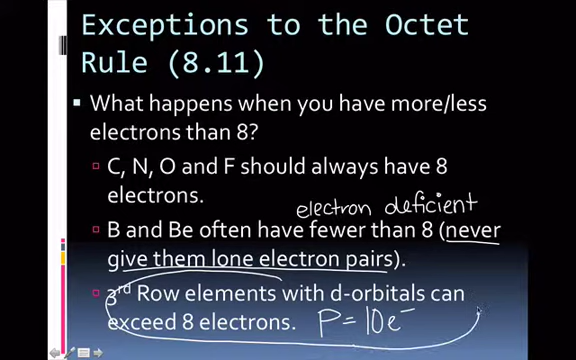 Exceptions to the Octet
Rule (8.11)
What happens when you have more/less
electrons than 8?
C, N, O and F should always have 8
electrons.
electron deficient
B and Be often have fewer than 8 (never
give them lone electron pairs).
3rd Row elements with d-orbitals can
exceed 8 electrons. P = 10e⁻